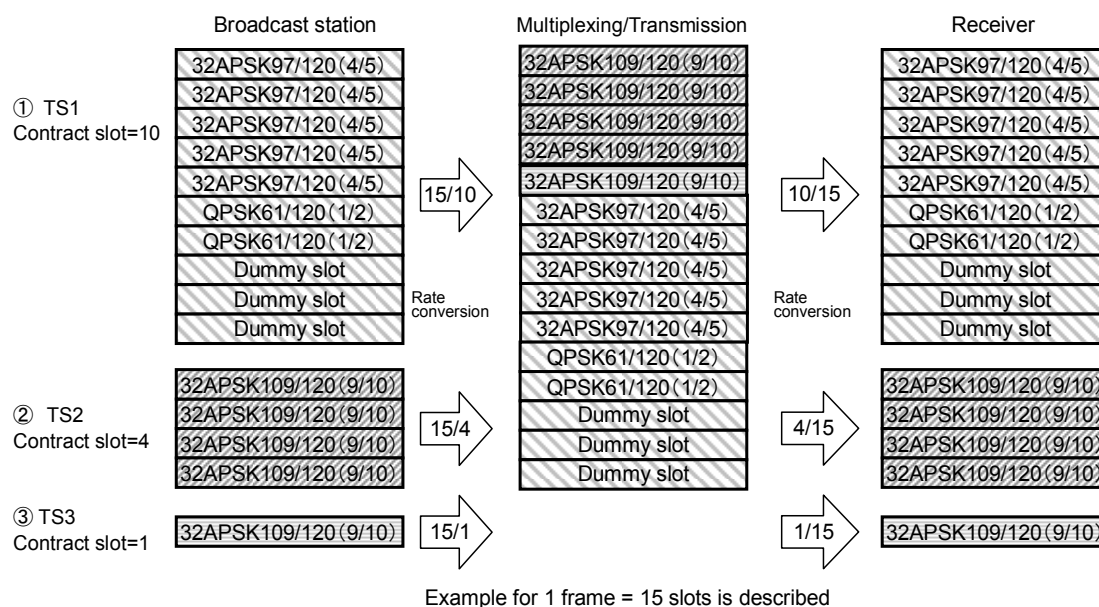 Broadcast station
Multiplexing/Transmission
Receiver
① TS1
Contract slot=10
32APSK97/120(4/5)
32APSK97/120(4/5)
32APSK97/120(4/5)
32APSK97/120(4/5)
32APSK97/120(4/5)
QPSK61/120(1/2)
QPSK61/120(1/2)
Dummy slot
Dummy slot
Dummy slot
② TS2
Contract slot=4
32APSK109/120(9/10)
32APSK109/120(9/10)
32APSK109/120(9/10)
32APSK109/120(9/10)
③ TS3
Contract slot=1
32APSK109/120(9/10)
15/10
Rate
conversion
15/4
15/1
32APSK109/120(9/10)
32APSK109/120(9/10)
32APSK109/120(9/10)
32APSK109/120(9/10)
32APSK109/120(9/10)
32APSK97/120(4/5)
32APSK97/120(4/5)
32APSK97/120(4/5)
32APSK97/120(4/5)
32APSK97/120(4/5)
QPSK61/120(1/2)
QPSK61/120(1/2)
Dummy slot
Dummy slot
Dummy slot
10/15
Rate
conversion
4/15
1/15
32APSK97/120(4/5)
32APSK97/120(4/5)
32APSK97/120(4/5)
32APSK97/120(4/5)
32APSK97/120(4/5)
QPSK61/120(1/2)
QPSK61/120(1/2)
Dummy slot
Dummy slot
Dummy slot
32APSK109/120(9/10)
32APSK109/120(9/10)
32APSK109/120(9/10)
32APSK109/120(9/10)
32APSK109/120(9/10)
Example for 1 frame = 15 slots is described